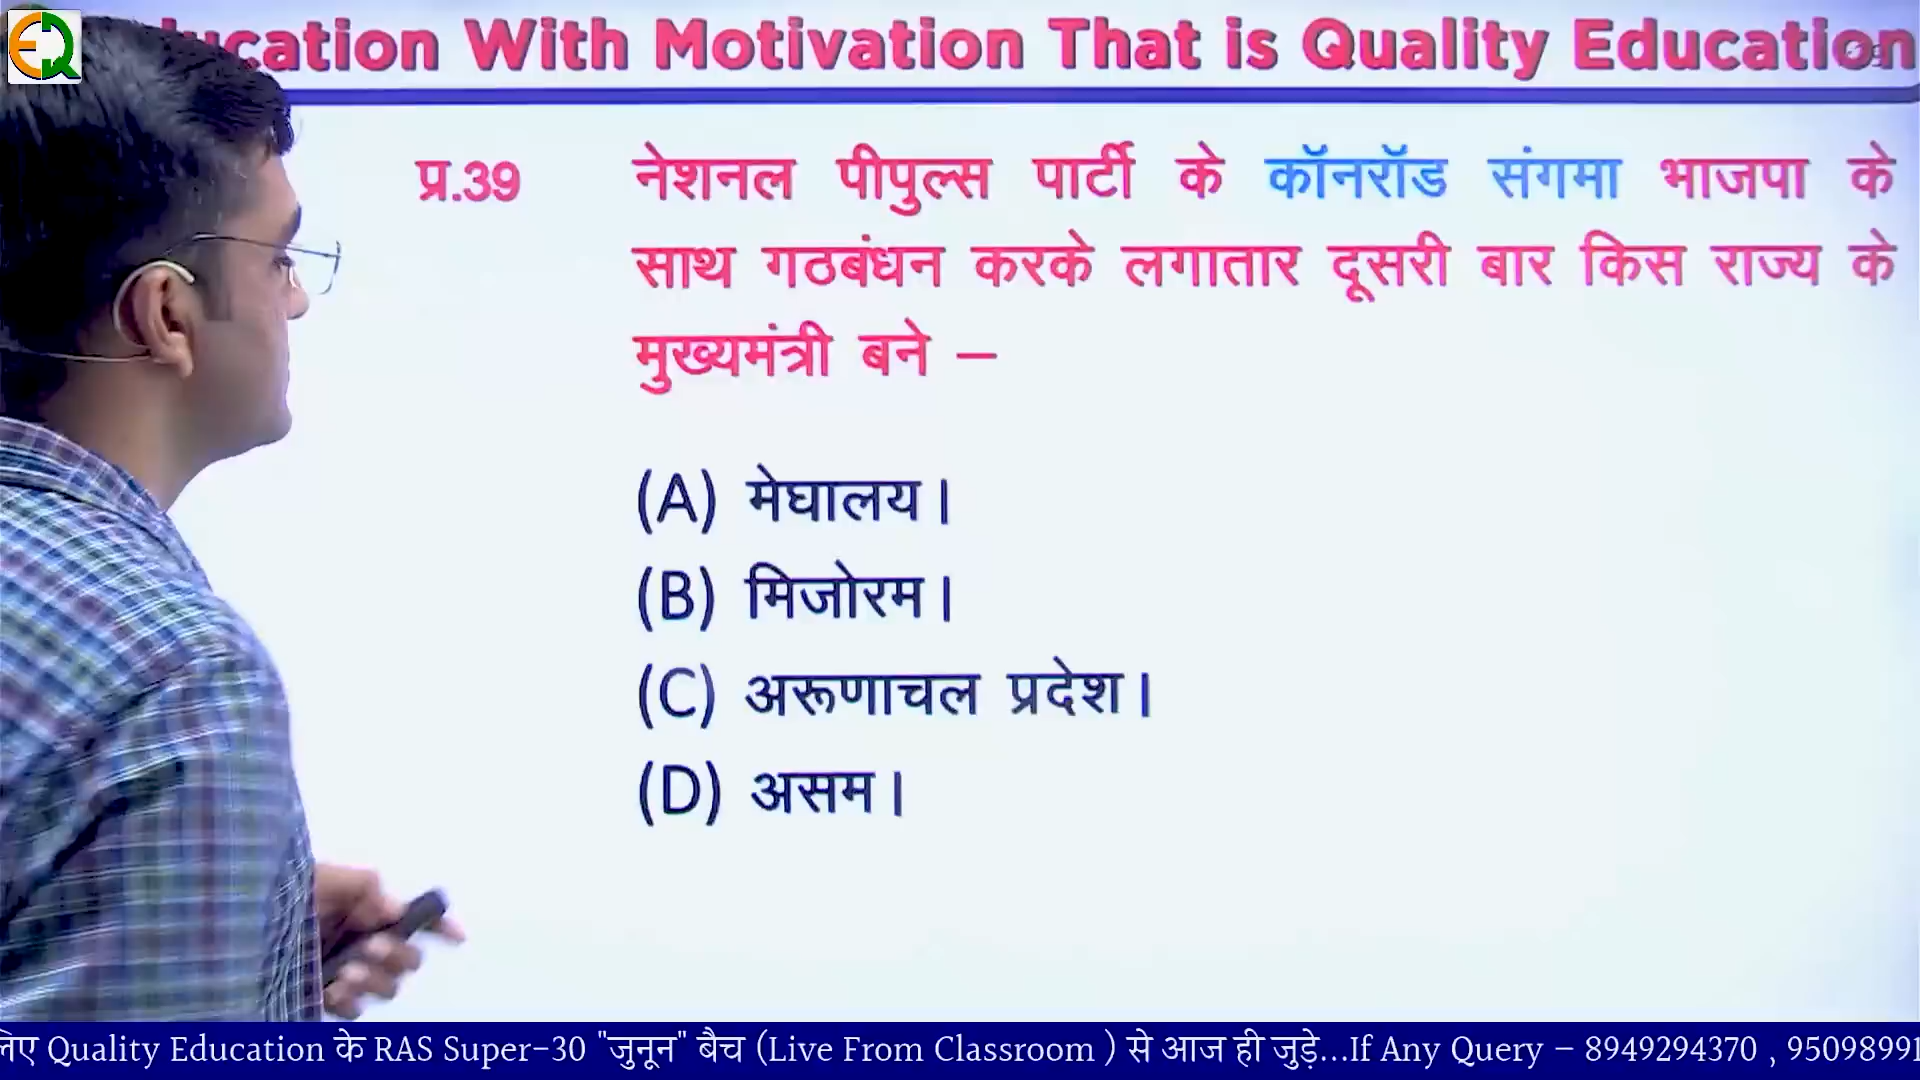 EQ
ucation With Motivation That is Quality Education
प्र.39 नेशनल पीपुल्स पार्टी के कॉनरॉड संगमा भाजपा के
साथ गठबंधन करके लगातार दूसरी बार किस राज्य के
मुख्यमंत्री बने –
(A) मेघालय।
(B) मिजोरम।
(C) अरूणाचल प्रदेश।
(D) असम।
लिए Quality Education के RAS Super-30 "जुनून" बैच (Live From Classroom ) से आज ही जुड़े...If Any Query – 8949294370 , 95098991